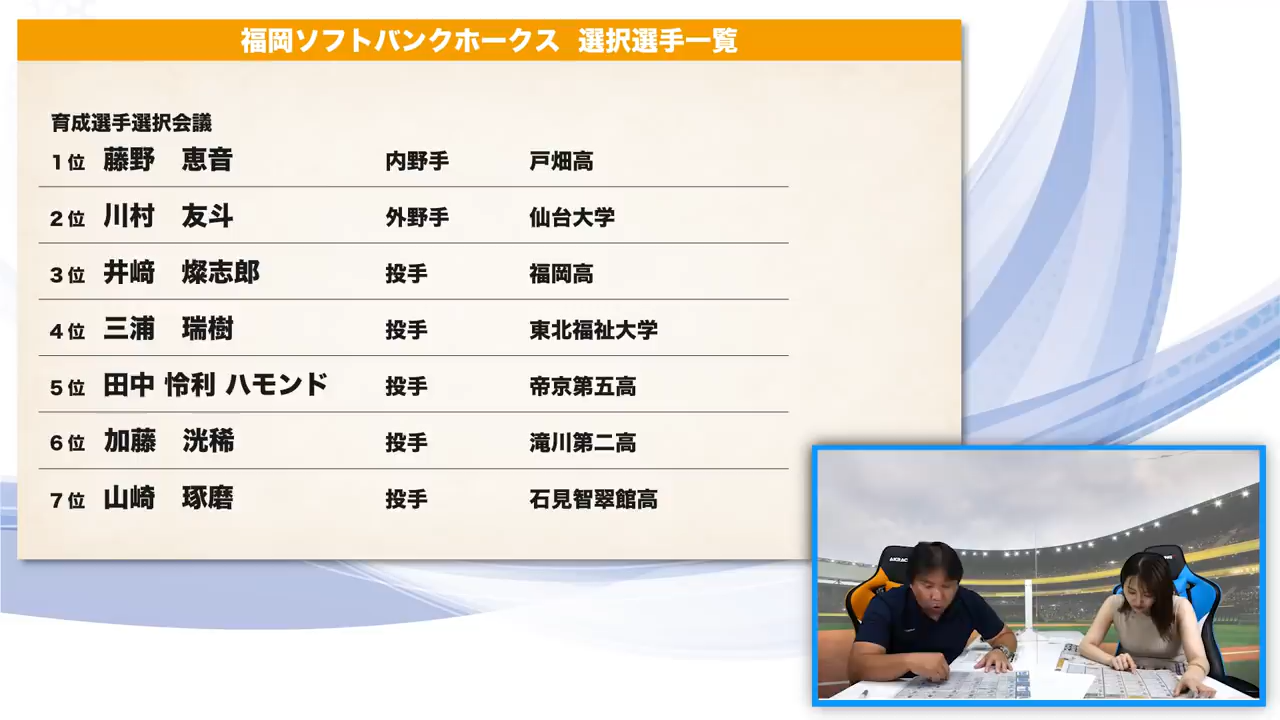 福岡ソフトバンクホークス 選択選手一覧
育成選手選択会議
1位 藤野 恵音 内野手 戸畑高
2位 川村 友斗 外野手 仙台大学
3位 井﨑 燦志郎 投手 福岡高
4位 三浦 瑞樹 投手 東北福祉大学
5位 田中 怜利 ハモンド 投手 帝京第五高
6位 加藤 洸稀 投手 滝川第二高
7位 山崎 琢磨 投手 石見智翠館高